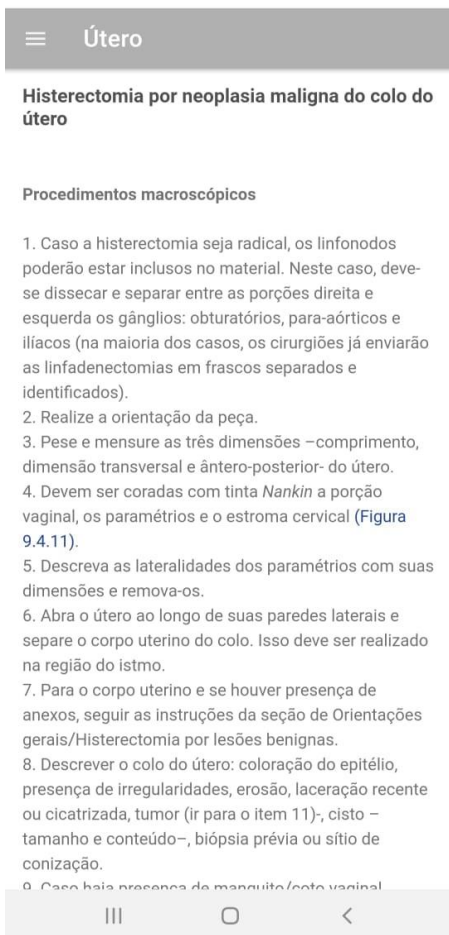 Útero
Histerectomia por neoplasia maligna do colo do
útero
Procedimentos macroscópicos
1. Caso a histerectomia seja radical, os linfonodos
poderão estar inclusos no material. Neste caso, deve-
se dissecar e separar entre as porções direita e
esquerda os gânglios: obturatórios, para-aórticos e
ilíacos (na maioria dos casos, os cirurgiões já enviarão
as linfadenectomias em frascos separados e
identificados).
2. Realize a orientação da peça.
3. Pese e mensure as três dimensões –comprimento,
dimensão transversal e ântero-posterior- do útero.
4. Devem ser coradas com tinta Nankin a porção
vaginal, os paramétrios e o estroma cervical (Figura
9.4.11).
5. Descreva as lateralidades dos paramétrios com suas
dimensões e remova-os.
6. Abra o útero ao longo de suas paredes laterais e
separe o corpo uterino do colo. Isso deve ser realizado
na região do istmo.
7. Para o corpo uterino e se houver presença de
anexos, seguir as instruções da seção de Orientações
gerais/Histerectomia por lesões benignas.
8. Descrever o colo do útero: coloração do epitélio,
presença de irregularidades, erosão, laceração recente
ou cicatrizada, tumor (ir para o item 11)-, cisto –
tamanho e conteúdo–, biópsia prévia ou sítio de
conização.
9. Caso haja presença de manguito/coto vaginal